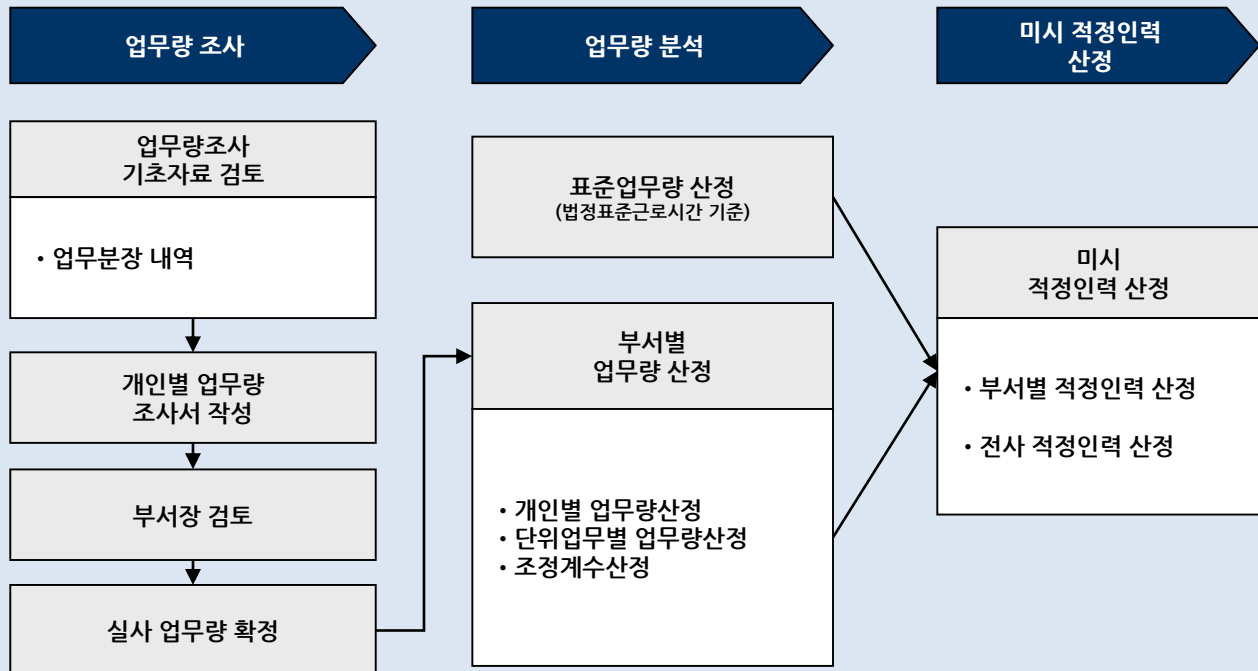 업무량 조사
업무량 분석
미시 적정인력
산정
업무량조사
기초자료 검토
• 업무분장 내역
개인별 업무량
조사서 작성
부서장 검토
실사 업무량 확정
표준업무량 산정
(법정표준근로시간 기준)
부서별
업무량 산정
• 개인별 업무량산정
• 단위업무별 업무량산정
• 조정계수산정
미시
적정인력 산정
• 부서별 적정인력 산정
• 전사 적정인력 산정